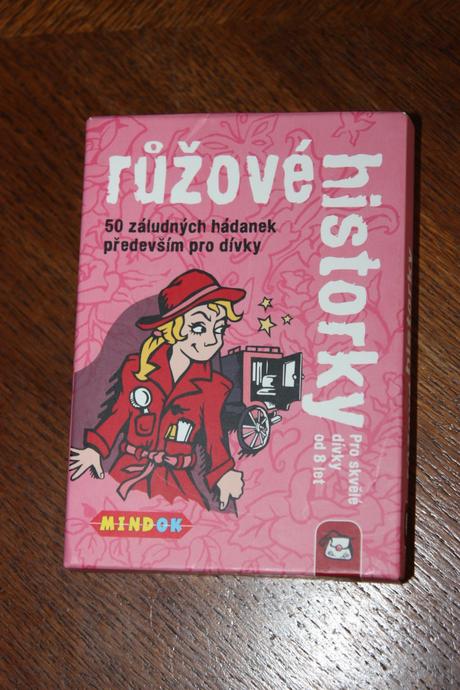 růžové
historky
50 záludných hádanek
především pro dívky
Pro skvělé
dívky
od 8 let
MINDOK